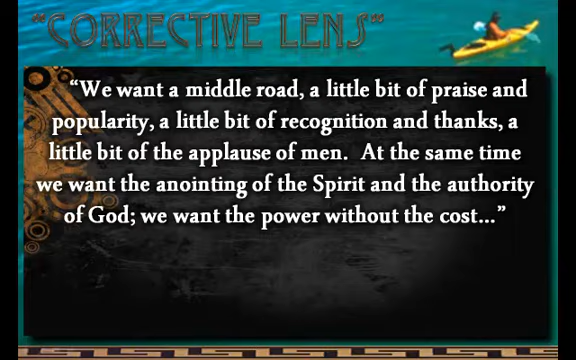 “CORRECTIVE LENS”
“We want a middle road, a little bit of praise and
popularity, a little bit of recognition and thanks, a
little bit of the applause of men.  At the same time
we want the anointing of the Spirit and the authority
of God; we want the power without the cost...”